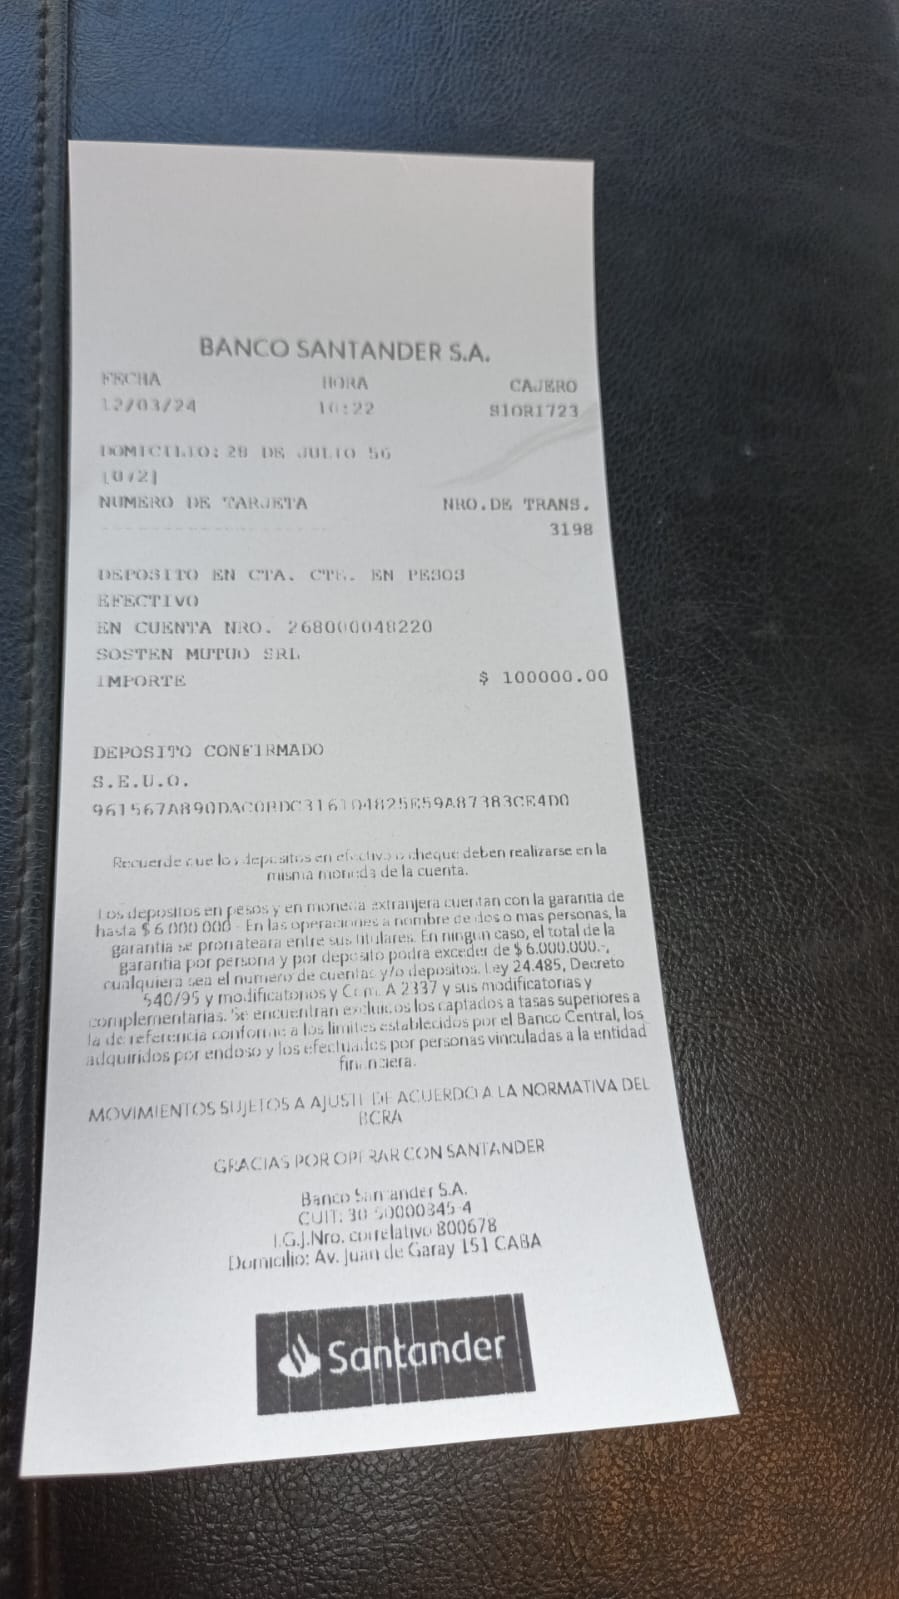 BANCO SANTANDER S.A.
FECHA HORA CAJERO
12/03/24 10:22 S1OR1723
DOMICILIO: 28 DE JULIO 56
[072]
NUMERO DE TARJETA NRO.DE TRANS.
3198
DEPOSITO EN CTA. CTE. EN PESOS
EFECTIVO
EN CUENTA NRO. 268000048220
SOSTEN MUTUO SRL
IMPORTE $ 100000.00
DEPOSITO CONFIRMADO
S.E.U.O.
Recuerde que los depositos en efectivo o cheque deben realizarse en la
misma moneda de la cuenta.
Los depositos en pesos y en moneda extranjera cuentan con la garantia de
hasta $ 6.000.000 - En las operaciones a nombre de dos o mas personas, la
garantia se prorrateara entre sus titulares. En ningun caso, el total de la
garantia por persona y por deposito podra exceder de $ 6.000.000.-,
cualquiera sea el numero de cuentas y/o depositos. Ley 24.485, Decreto
540/95 y modificatorios y Com. A 2337 y sus modificatorias y
complementarias. Se encuentran excluidos los captados a tasas superiores a
la de referencia conforme a los limites establecidos por el Banco Central, los
adquiridos por endoso y los efectuados por personas vinculadas a la entidad
financiera.
MOVIMIENTOS SUJETOS A AJUSTE DE ACUERDO A LA NORMATIVA DEL
BCRA
GRACIAS POR OPERAR CON SANTANDER
Banco Santander S.A.
CUIT: 30-50000845-4
I.G.J.Nro. correlativo 800678
Domicilio: Av. Juan de Garay 151 CABA
Santander